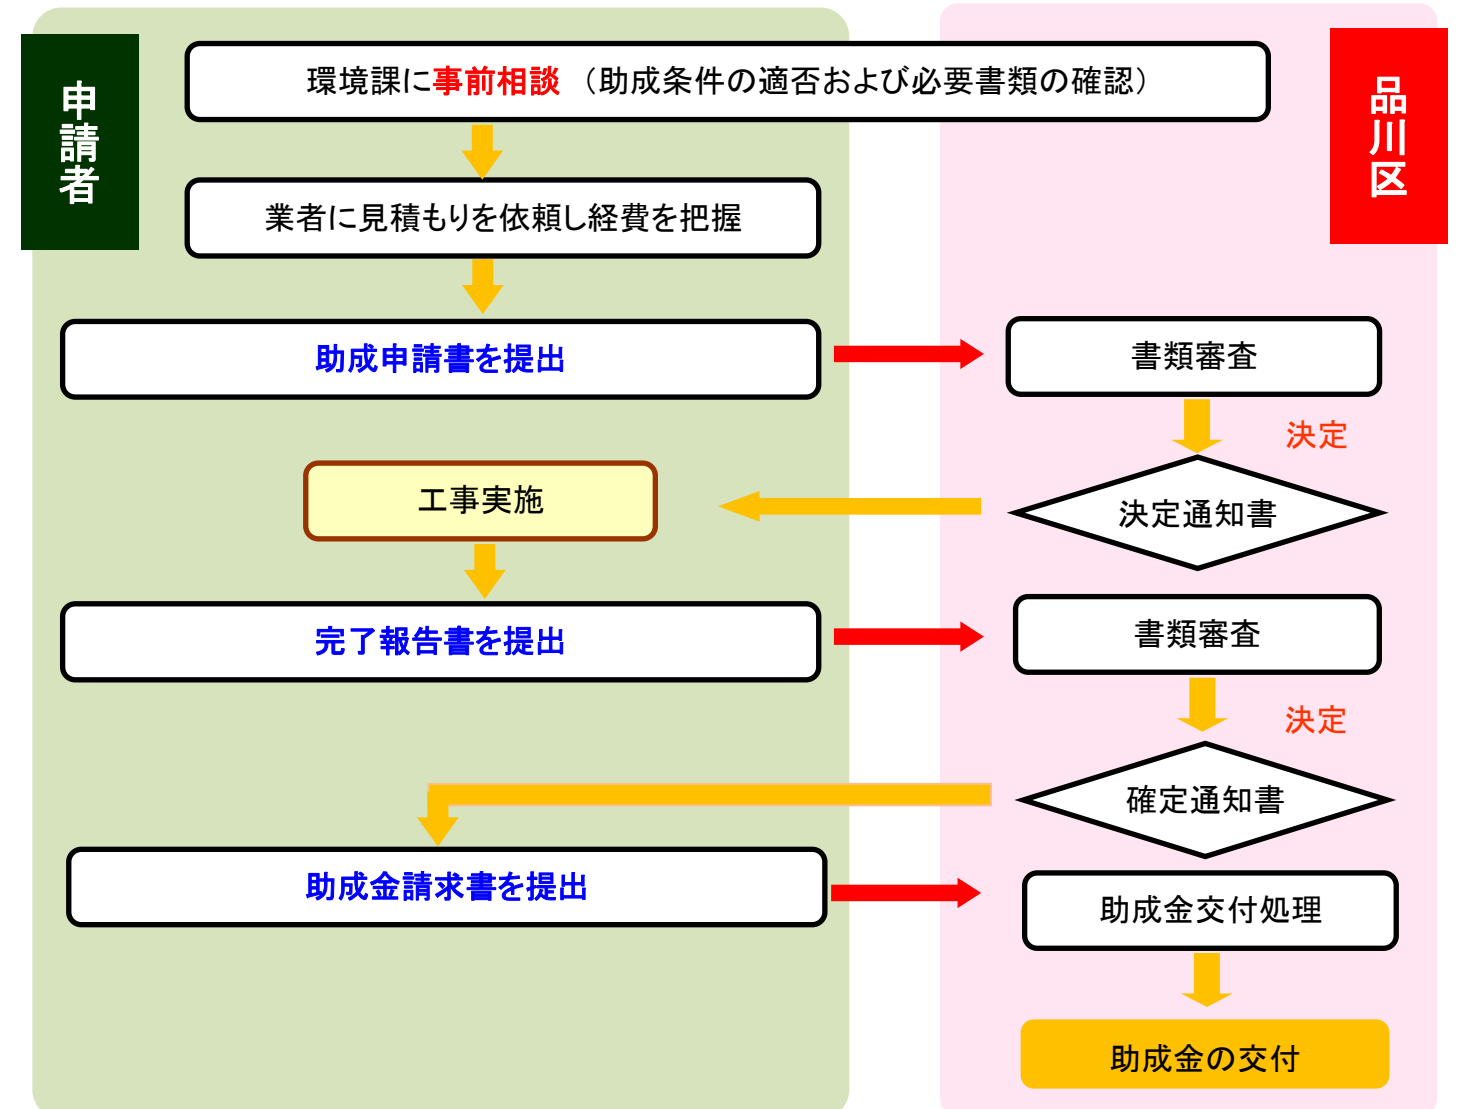 申請者
品川区
環境課に事前相談 （助成条件の適否および必要書類の確認）
業者に見積もりを依頼し経費を把握
助成申請書を提出
書類審査
決定
決定通知書
工事実施
完了報告書を提出
書類審査
決定
確定通知書
助成金請求書を提出
助成金交付処理
助成金の交付